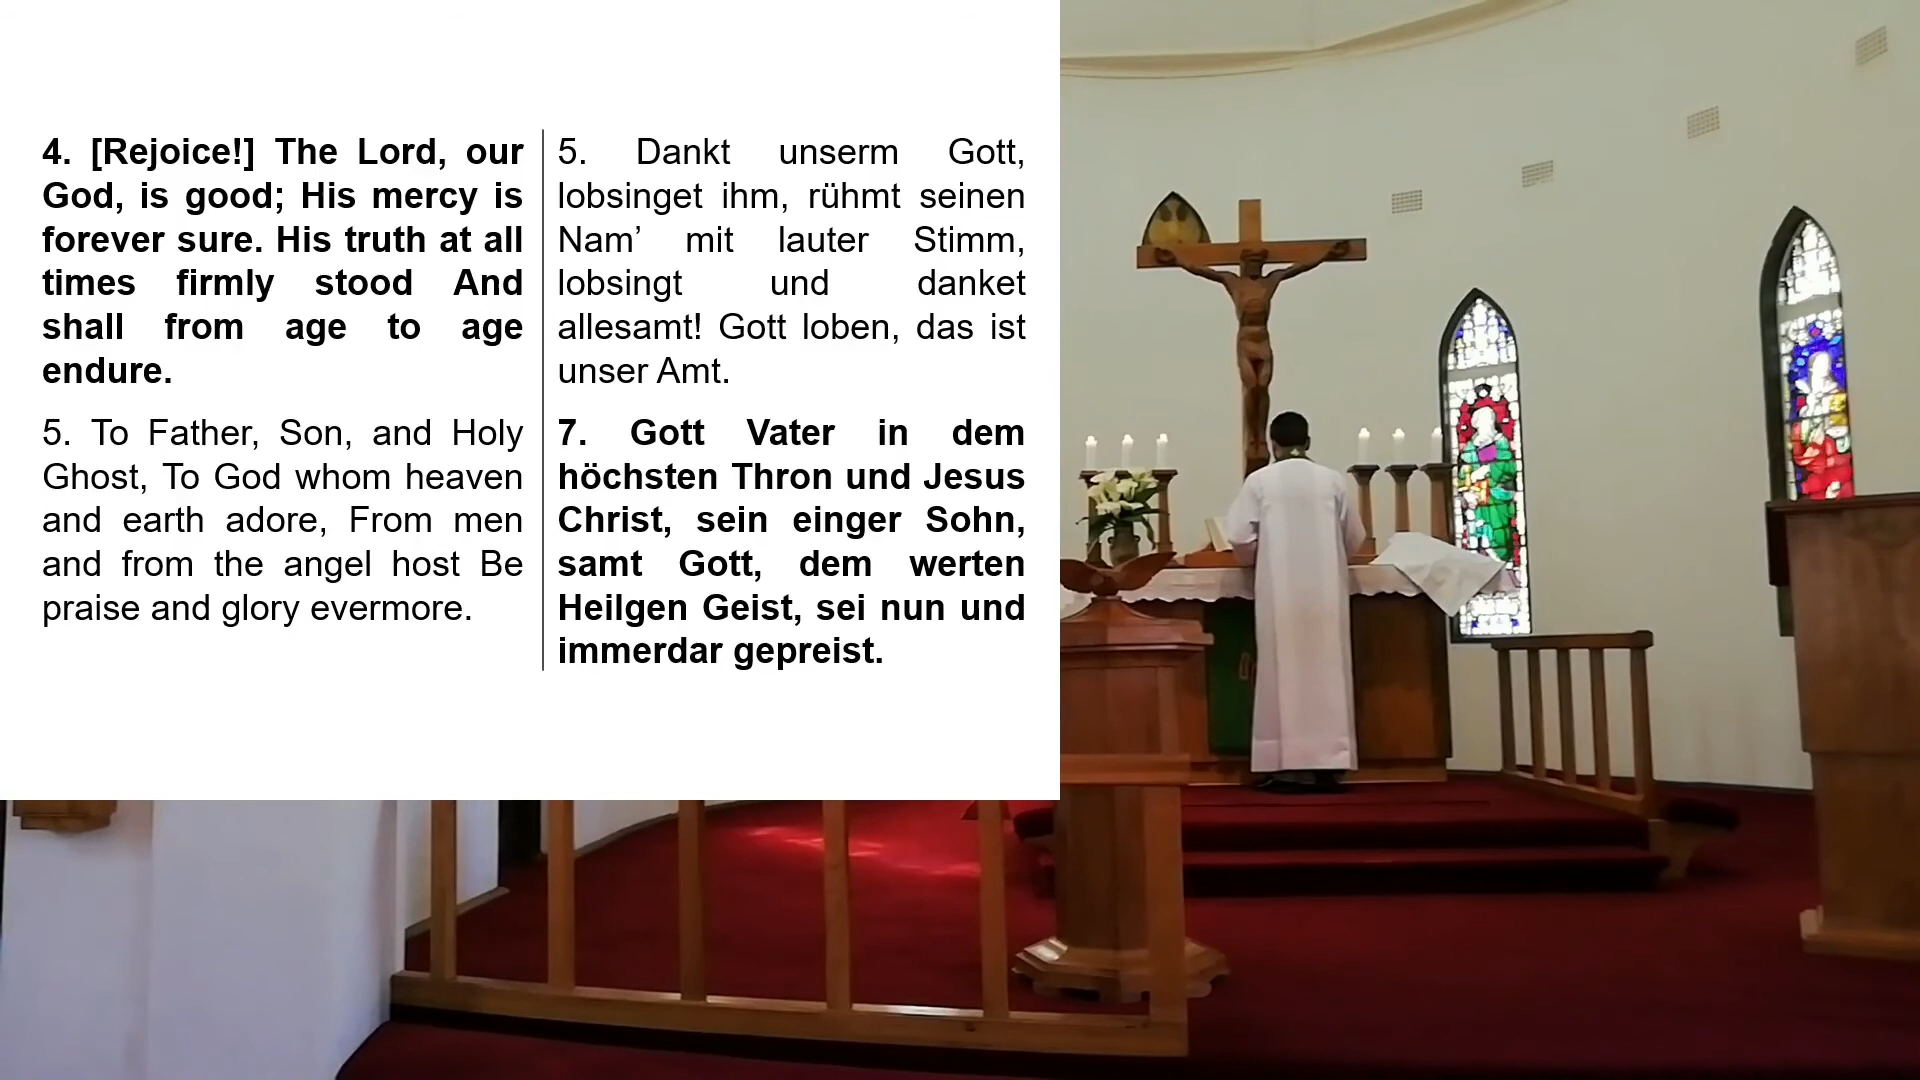 4. [Rejoice!] The Lord, our
God, is good; His mercy is
forever sure. His truth at all
times firmly stood And
shall from age to age
endure.
5. To Father, Son, and Holy
Ghost, To God whom heaven
and earth adore, From men
and from the angel host Be
praise and glory evermore.
5. Dankt unserm Gott,
lobsinget ihm, rühmt seinen
Nam’ mit lauter Stimm,
lobsingt und danket
allesamt! Gott loben, das ist
unser Amt.
7. Gott Vater in dem
höchsten Thron und Jesus
Christ, sein einger Sohn,
samt Gott, dem werten
Heilgen Geist, sei nun und
immerdar gepreist.